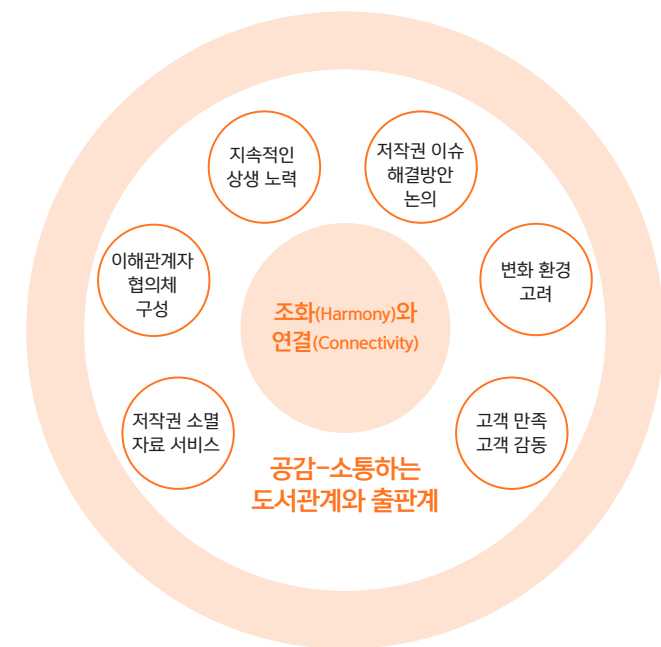 지속적인
상생 노력
저작권 이슈
해결방안
논의
이해관계자
협의체
구성
변화 환경
고려
조화(Harmony)와
연결(Connectivity)
저작권 소멸
자료 서비스
고객 만족
고객 감동
공감-소통하는
도서관계와 출판계